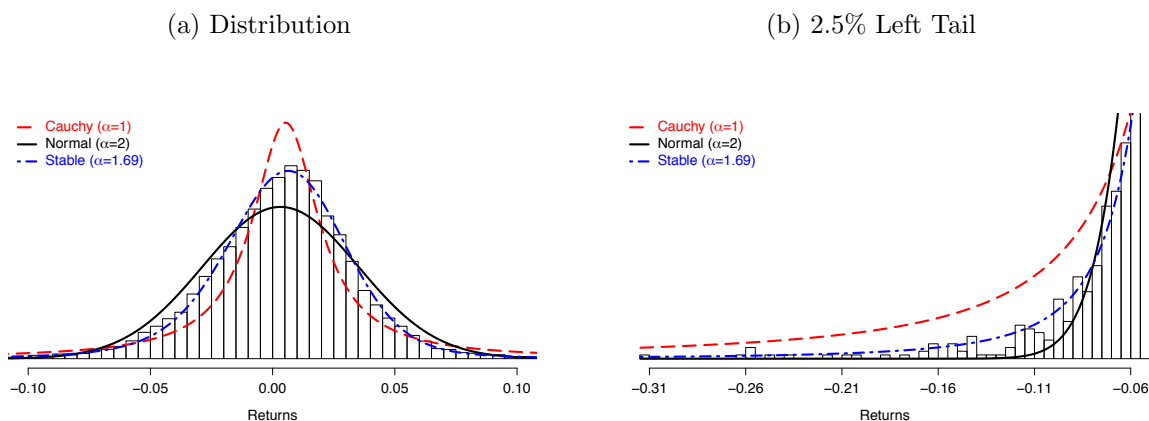 (a) Distribution
Cauchy (α=1)
Normal (α=2)
Stable (α=1.69)
−0.10 −0.05 0.00 0.05 0.10
Returns
(b) 2.5% Left Tail
Cauchy (α=1)
Normal (α=2)
Stable (α=1.69)
−0.31 −0.26 −0.21 −0.16 −0.11 −0.06
Returns